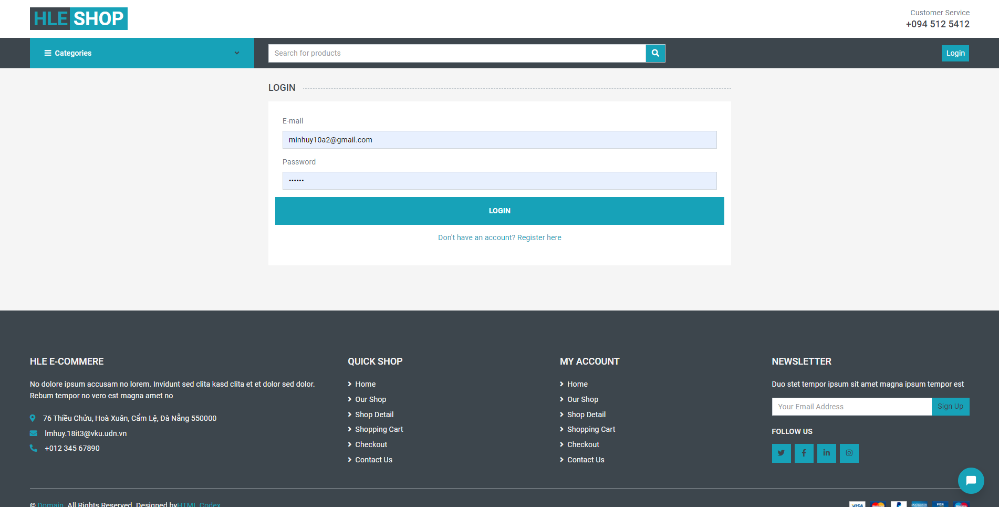 HLE SHOP
Customer Service
+094 512 5412
Categories
Search for products
Login
LOGIN
E-mail
minhuy10a2@gmail.com
Password
••••••
LOGIN
Don't have an account? Register here
HLE E-COMMERE
No dolore ipsum accusam no lorem. Invidunt sed clita kasd clita et et dolor sed dolor.
Rebum tempor no vero est magna amet no
76 Thiều Chửu, Hoà Xuân, Cẩm Lệ, Đà Nẵng 550000
lmhuy.18it3@vku.udn.vn
+012 345 67890
QUICK SHOP
Home
Our Shop
Shop Detail
Shopping Cart
Checkout
Contact Us
MY ACCOUNT
Home
Our Shop
Shop Detail
Shopping Cart
Checkout
Contact Us
NEWSLETTER
Duo stet tempor ipsum sit amet magna ipsum tempor est
Your Email Address
Sign Up
FOLLOW US
© Domain. All Rights Reserved. Designed byHTML Codex
VISA
VISA